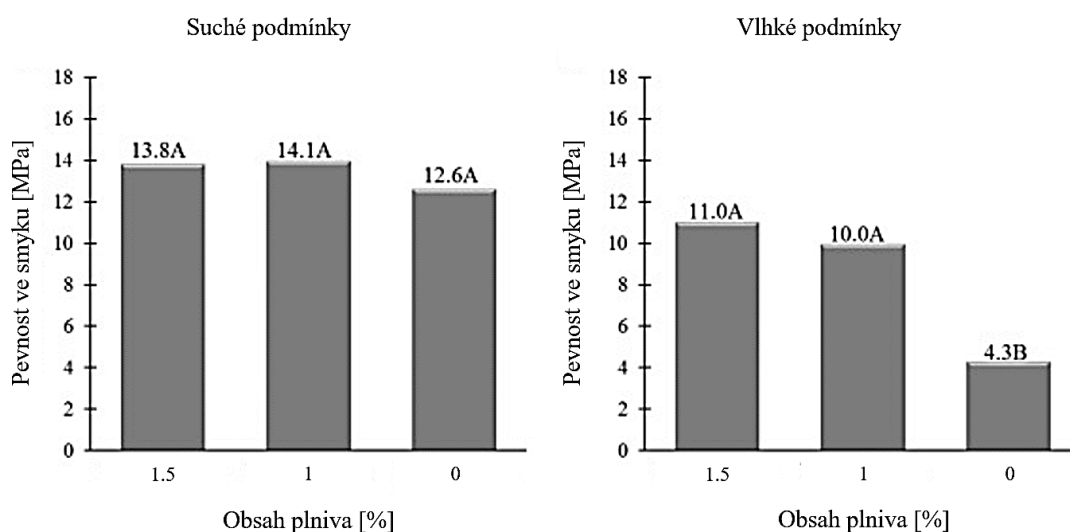 Suché podmínky
Pevnost ve smyku [MPa]
18
16
14
12
10
8
6
4
2
0
13.8A
14.1A
12.6A
1.5
1
0
Obsah plniva [%]
Vlhké podmínky
Pevnost ve smyku [MPa]
18
16
14
12
10
8
6
4
2
0
11.0A
10.0A
4.3B
1.5
1
0
Obsah plniva [%]